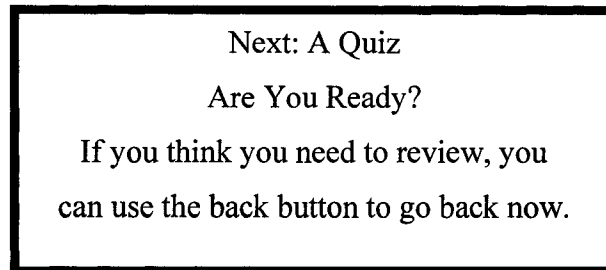 Next: A Quiz
Are You Ready?
If you think you need to review, you
can use the back button to go back now.